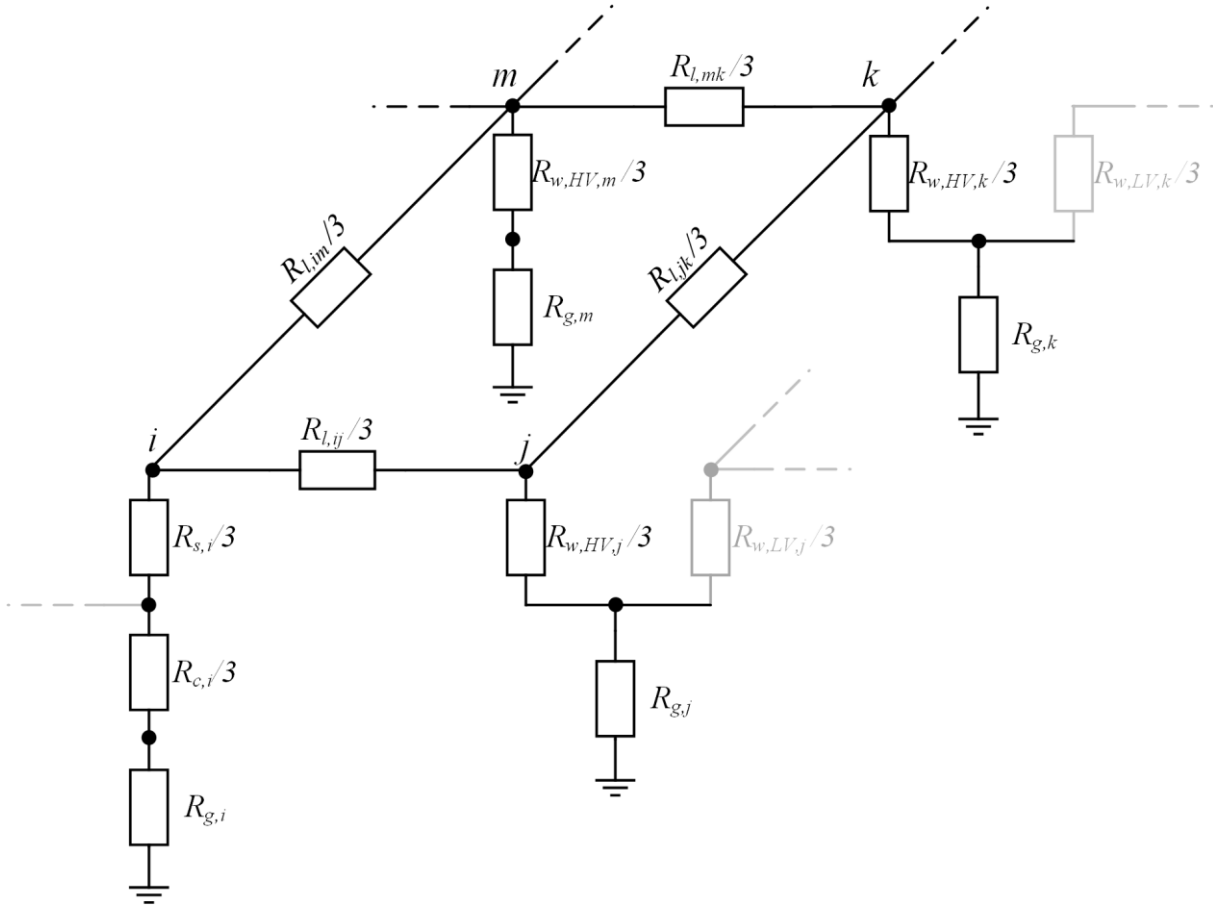 m
R_{l,mk}/3
k
R_{w,HV,m}/3
R_{w,HV,k}/3
R_{w,LV,k}/3
R_{l,im}/3
R_{l,jk}/3
R_{g,m}
R_{g,k}
i
R_{l,ij}/3
j
R_{s,i}/3
R_{w,HV,j}/3
R_{w,LV,j}/3
R_{c,i}/3
R_{g,j}
R_{g,i}